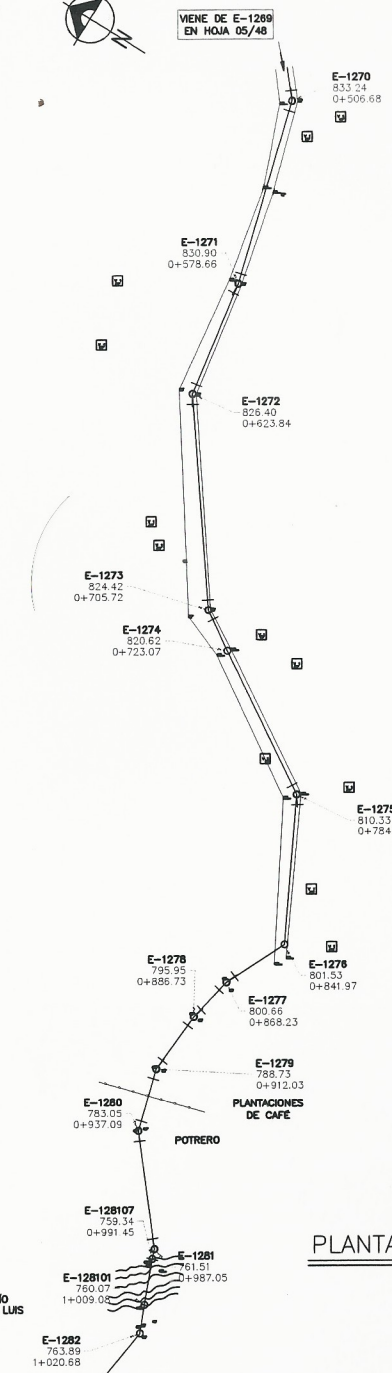 N
VIENE DE E-1269
EN HOJA 05/48
E-1270
833.24
0+506.68
E-1271
830.90
0+578.66
E-1272
826.40
0+623.84
E-1273
824.42
0+705.72
E-1274
820.62
0+723.07
E-1275
810.33
0+784
E-1276
801.53
0+841.97
E-1278
795.95
0+886.73
E-1277
800.66
0+868.23
E-1279
788.73
0+912.03
PLANTACIONES
DE CAFÉ
E-1280
783.05
0+937.09
POTRERO
E-128107
759.34
0+991.45
E-1281
761.51
0+987.05
PLANTA
E-128101
760.07
1+009.08
LUIS
E-1282
763.89
1+020.68